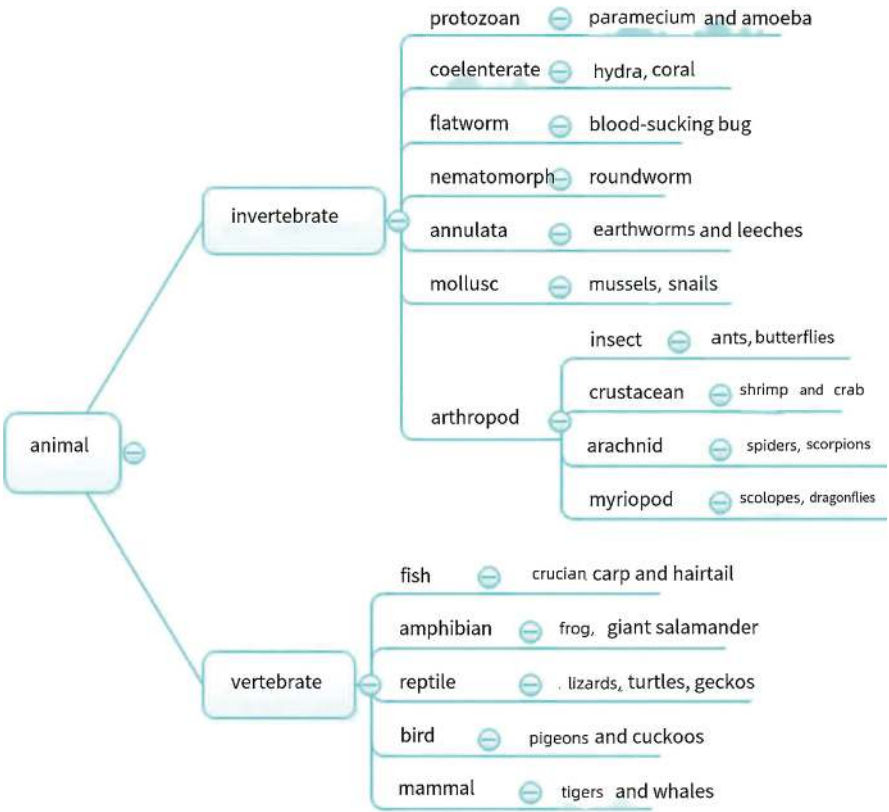 protozoan paramecium and amoeba
coelenterate hydra, coral
flatworm blood-sucking bug
nematomorph roundworm
invertebrate
annulata earthworms and leeches
mollusc mussels, snails
insect ants, butterflies
crustacean shrimp and crab
arthropod
animal
arachnid spiders, scorpions
myriopod scolopes, dragonflies
fish crucian carp and hairtail
amphibian frog, giant salamander
vertebrate
reptile lizards, turtles, geckos
bird pigeons and cuckoos
mammal tigers and whales